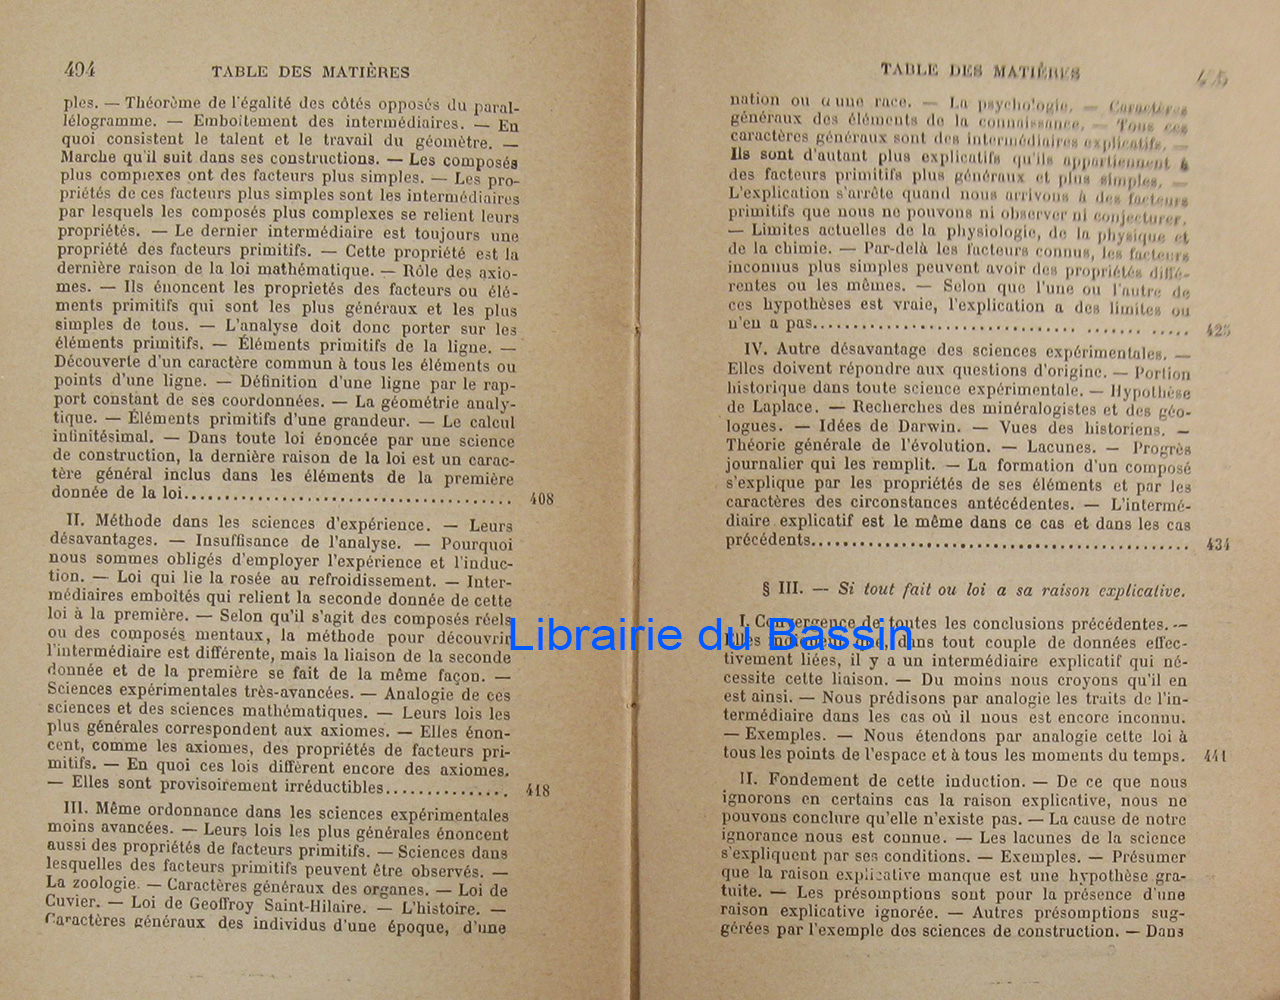 494 TABLE DES MATIÈRES
ples. — Théorème de l'égalité des côtés opposés du paral-
lélogramme. — Emboîtement des intermédiaires. — En
quoi consistent le talent et le travail du géomètre. —
Marche qu'il suit dans ses constructions. — Les composés
plus complexes ont des facteurs plus simples. — Les pro-
priétés de ces facteurs plus simples sont les intermédiaires
par lesquels les composés plus complexes se relient leurs
propriétés. — Le dernier intermédiaire est toujours une
propriété des facteurs primitifs. — Cette propriété est la
dernière raison de la loi mathématique. — Rôle des axio-
mes. — Ils énoncent les proprietés des facteurs ou élé-
ments primitifs qui sont les plus généraux et les plus
simples de tous. — L'analyse doit donc porter sur les
éléments primitifs. — Éléments primitifs de la ligne. —
Découverte d'un caractère commun à tous les éléments ou
points d'une ligne. — Définition d'une ligne par le rap-
port constant de ses coordonnées. — La géométrie analy-
tique. — Éléments primitifs d'une grandeur. — Le calcul
infinitésimal. — Dans toute loi énoncée par une science
de construction, la dernière raison de la loi est un carac-
tère général inclus dans les éléments de la première
donnée de la loi................................... 408
II. Méthode dans les sciences d'expérience. — Leurs
désavantages. — Insuffisance de l'analyse. — Pourquoi
nous sommes obligés d'employer l'expérience et l'induc-
tion. — Loi qui lie la rosée au refroidissement. — Inter-
médiaires emboîtés qui relient la seconde donnée de cette
loi à la première. — Selon qu'il s'agit des composés réels
ou des composés mentaux, la méthode pour découvrir
l'intermédiaire est différente, mais la liaison de la seconde
donnée et de la première se fait de la même façon. —
Sciences expérimentales très-avancées. — Analogie de ces
sciences et des sciences mathématiques. — Leurs lois les
plus générales correspondent aux axiomes. — Elles énon-
cent, comme les axiomes, des propriétés de facteurs pri-
mitifs. — En quoi ces lois diffèrent encore des axiomes.
— Elles sont provisoirement irréductibles.............. 418
III. Même ordonnance dans les sciences expérimentales
moins avancées. — Leurs lois les plus générales énoncent
aussi des propriétés de facteurs primitifs. — Sciences dans
lesquelles des facteurs primitifs peuvent être observés. —
La zoologie. — Caractères généraux des organes. — Loi de
Cuvier. — Loi de Geoffroy Saint-Hilaire. — L'histoire. —
Caractères généraux des individus d'une époque, d'une
TABLE DES MATIÈRES 495
nation ou d'une race. — La psychologie. — Caractères
généraux des éléments de la connaissance. — Tous ces
caractères généraux sont des intermédiaires explicatifs. —
Ils sont d'autant plus explicatifs qu'ils appartiennent à
des facteurs primitifs plus généraux et plus simples. —
L'explication s'arrête quand nous arrivons à des facteurs
primitifs que nous ne pouvons ni observer ni conjecturer.
— Limites actuelles de la physiologie, de la physique et
de la chimie. — Par-delà les facteurs connus, les facteurs
inconnus plus simples peuvent avoir des propriétés diffé-
rentes ou les mêmes. — Selon que l'une ou l'autre de
ces hypothèses est vraie, l'explication a des limites ou
n'en a pas........................................ 425
IV. Autre désavantage des sciences expérimentales. —
Elles doivent répondre aux questions d'origine. — Portion
historique dans toute science expérimentale. — Hypothèse
de Laplace. — Recherches des minéralogistes et des géo-
logues. — Idées de Darwin. — Vues des historiens. —
Théorie générale de l'évolution. — Lacunes. — Progrès
journalier qui les remplit. — La formation d'un composé
s'explique par les propriétés de ses éléments et par les
caractères des circonstances antécédentes. — L'intermé-
diaire explicatif est le même dans ce cas et dans les cas
précédents.......................................... 434
§ III. — Si tout fait ou loi a sa raison explicative.
I. Convergence de toutes les conclusions précédentes. —
Elles indiquent que, dans tout couple de données effec-
tivement liées, il y a un intermédiaire explicatif qui né-
cessite cette liaison. — Du moins nous croyons qu'il en
est ainsi. — Nous prédisons par analogie les traits de l'in-
termédiaire dans les cas où il nous est encore inconnu.
— Exemples. — Nous étendons par analogie cette loi à
tous les points de l'espace et à tous les moments du temps. 441
II. Fondement de cette induction. — De ce que nous
ignorons en certains cas la raison explicative, nous ne
pouvons conclure qu'elle n'existe pas. — La cause de notre
ignorance nous est connue. — Les lacunes de la science
s'expliquent par ses conditions. — Exemples. — Présumer
que la raison explicative manque est une hypothèse gra-
tuite. — Les présomptions sont pour la présence d'une
raison explicative ignorée. — Autres présomptions sug-
gérées par l'exemple des sciences de construction. — Dans
Librairie du Bassin